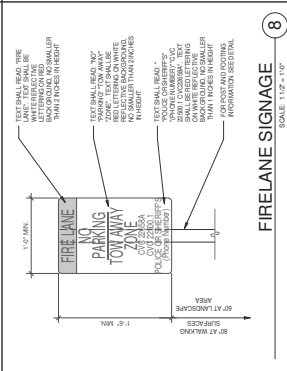 1'-0" MIN.
FIRE LANE
NO
PARKING
TOW AWAY
ZONE
CVC 22658A
CVC 22500.1
POLICE OR SHERIFF'S
(Phone Number)
1'-6" MIN.
80" AT WALKING
SURFACES
60" AT LANDSCAPE
AREA
TEXT SHALL READ: "FIRE
LANE". TEXT SHALL BE
WHITE REFLECTIVE
LETTERING ON RED
BACKGROUND, NO SMALLER
THAN 2 INCHES IN HEIGHT
TEXT SHALL READ: "NO"
"PARKING" "TOW AWAY"
"ZONE". TEXT SHALL BE
RED LETTERING ON WHITE
REFLECTIVE BACKGROUND,
NO SMALLER THAN 2 INCHES
IN HEIGHT
TEXT SHALL READ: "
"POLICE OR SHERIFF'S"
"(PHONE NUMBER)" "CVC
22500.1 CVC 22658A". TEXT
SHALL BE RED LETTERING
ON WHITE REFLECTIVE
BACKGROUND, NO SMALLER
THAN 1 INCHES IN HEIGHT
FOR POST AND FOOTING
INFORMATION SEE DETAIL
FIRELANE SIGNAGE
8
SCALE: 1 1/2" = 1'-0"